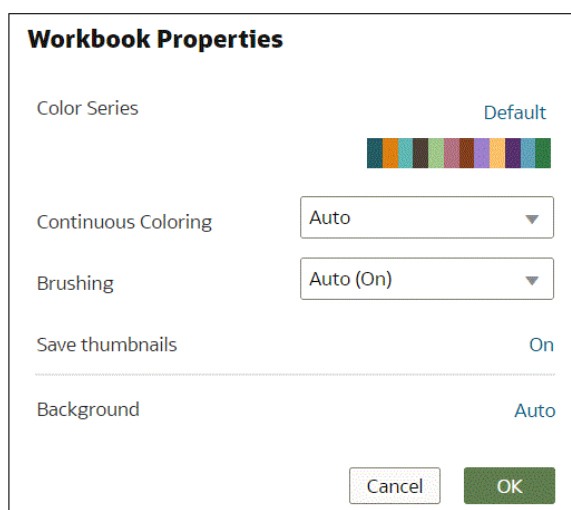 Workbook Properties
Color Series
Default
Continuous Coloring
Auto
Brushing
Auto (On)
Save thumbnails
On
Background
Auto
Cancel
OK